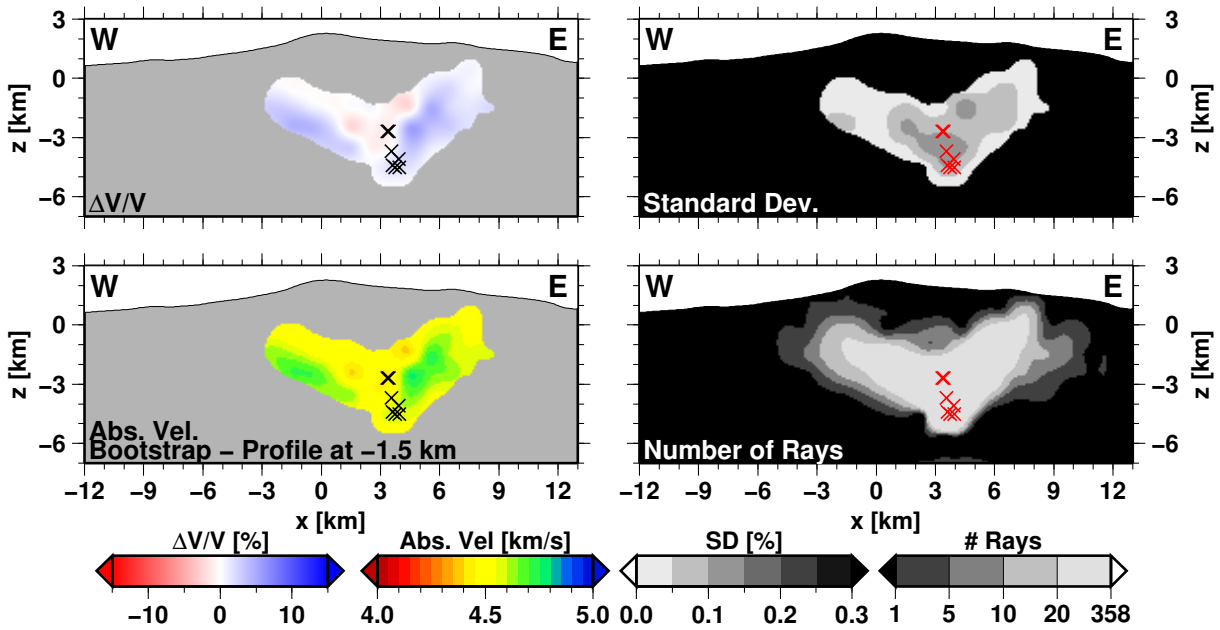 W E
3
0
−3
−6
z [km]
ΔV/V
W E
3
0
−3
−6
z [km]
Standard Dev.
W E
3
0
−3
−6
z [km]
Abs. Vel.
Bootstrap − Profile at −1.5 km
−12 −9 −6 −3 0 3 6 9 12
x [km]
W E
3
0
−3
−6
z [km]
Number of Rays
−12 −9 −6 −3 0 3 6 9 12
x [km]
ΔV/V [%]
−10 0 10
Abs. Vel [km/s]
4.0 4.5 5.0
SD [%]
0.0 0.1 0.2 0.3
# Rays
1 5 10 20 358